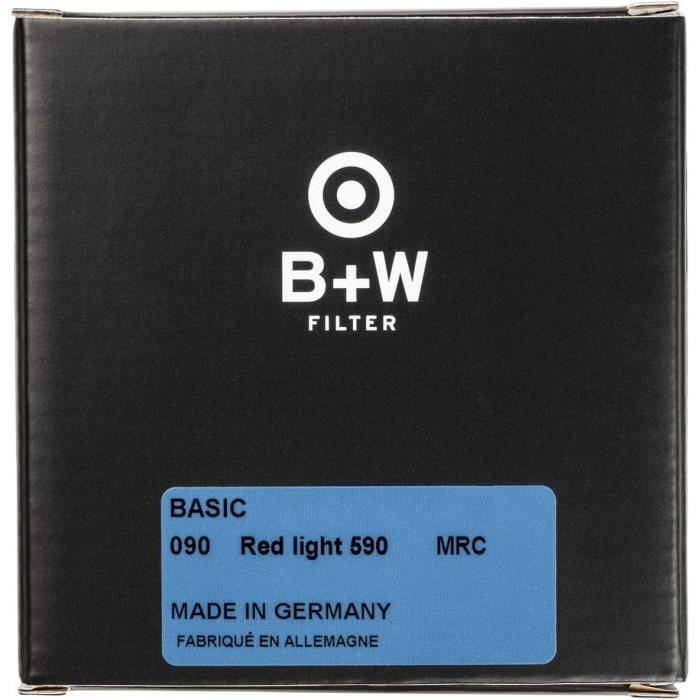 B+W
FILTER
BASIC
090 Red light 590 MRC
MADE IN GERMANY
FABRIQUÉ EN ALLEMAGNE